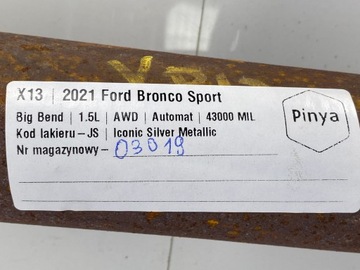 X13 | 2021 Ford Bronco Sport
Big Bend | 1.5L | AWD | Automat | 43000 MIL
Kod lakieru – JS | Iconic Silver Metallic
Nr magazynowy – 03019
Pinya